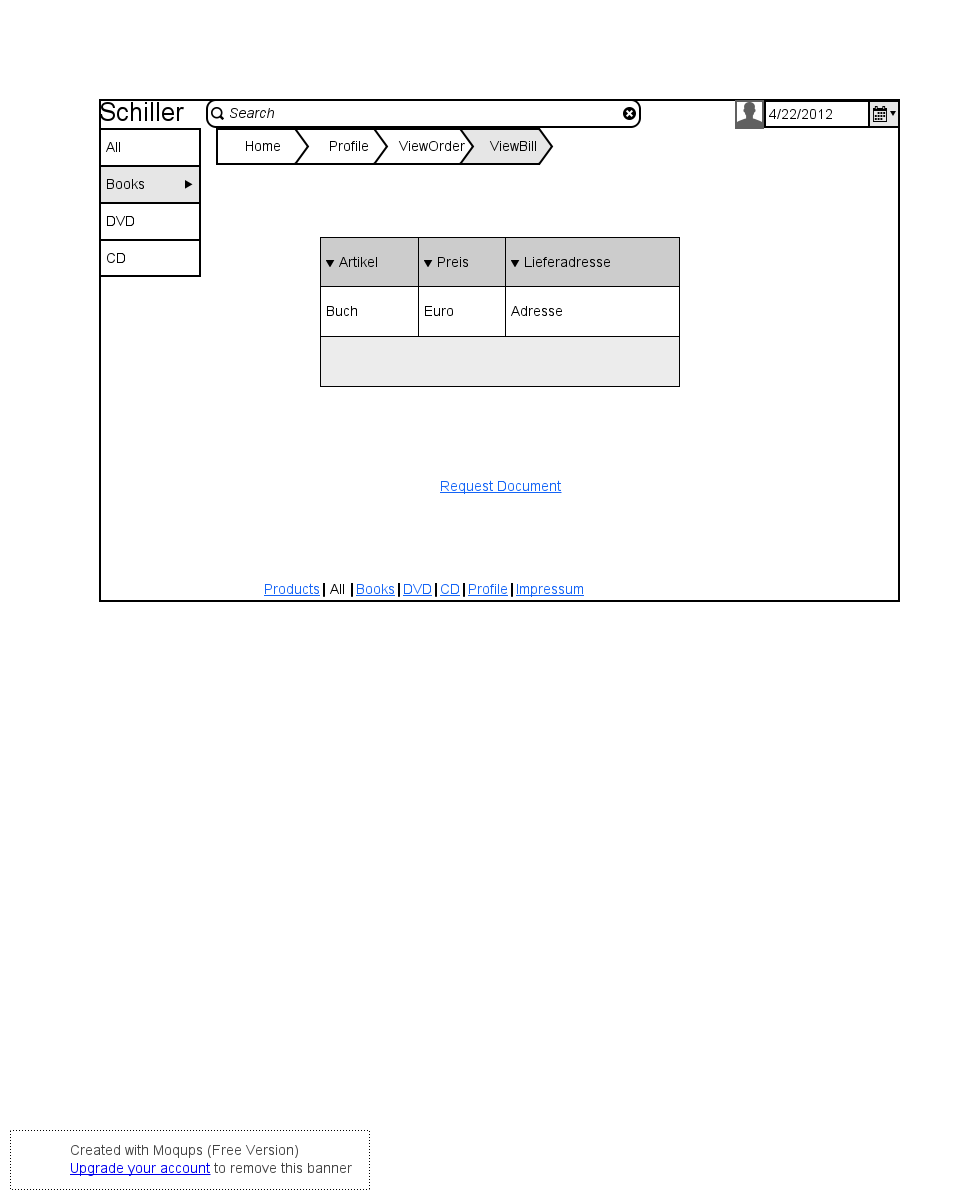 Schiller
Search
4/22/2012
Home Profile ViewOrder ViewBill
All
Books
DVD
CD
Artikel Preis Lieferadresse
Buch Euro Adresse
Request Document
Products | All | Books | DVD | CD | Profile | Impressum
Created with Moqups (Free Version)
Upgrade your account to remove this banner